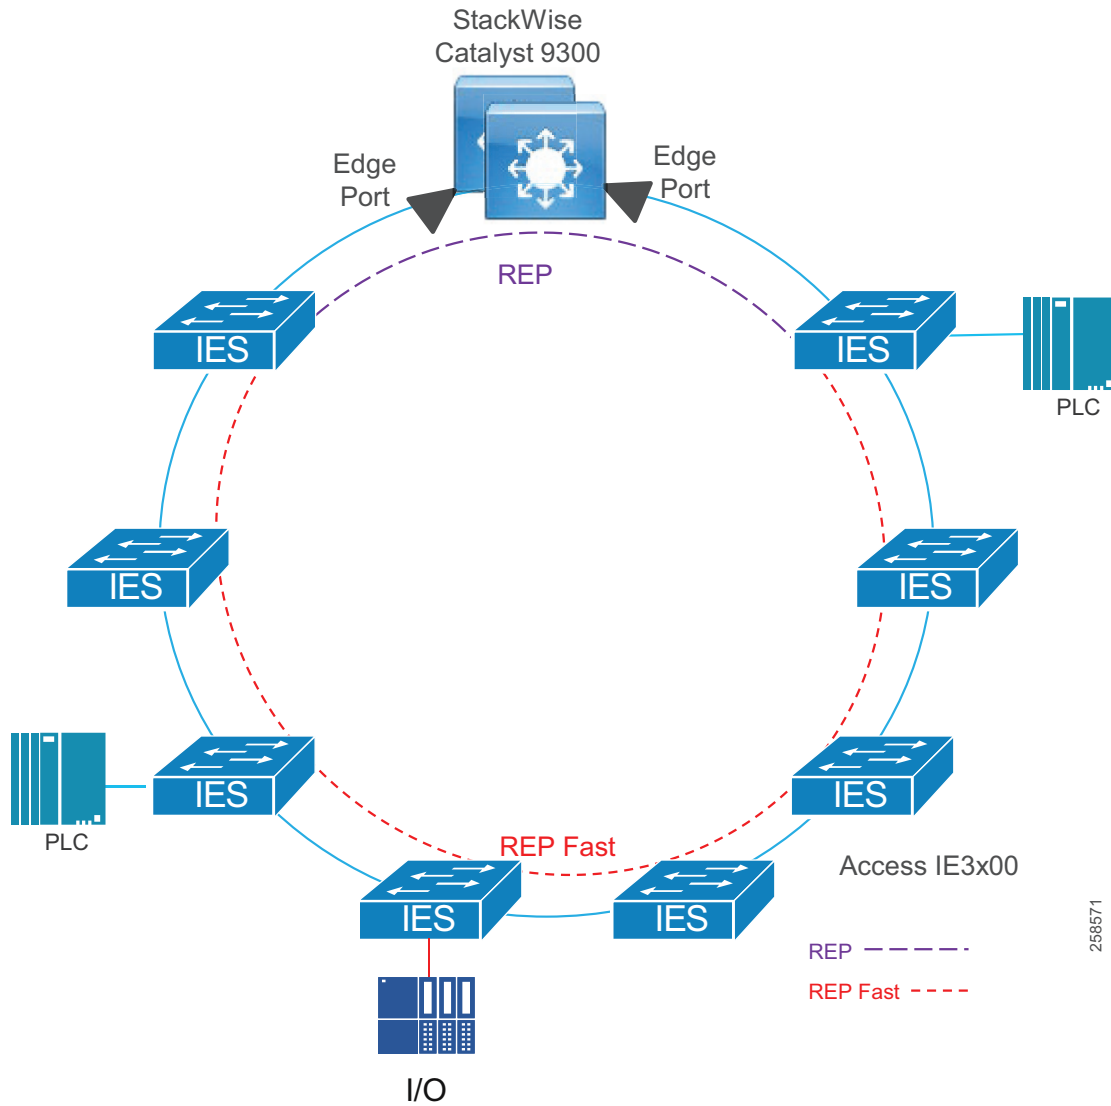 StackWise
Catalyst 9300
Edge
Port
Edge
Port
REP
IES
IES
PLC
IES
IES
IES
IES
PLC
REP Fast
Access IE3x00
IES
IES
258571
REP
REP Fast
I/O